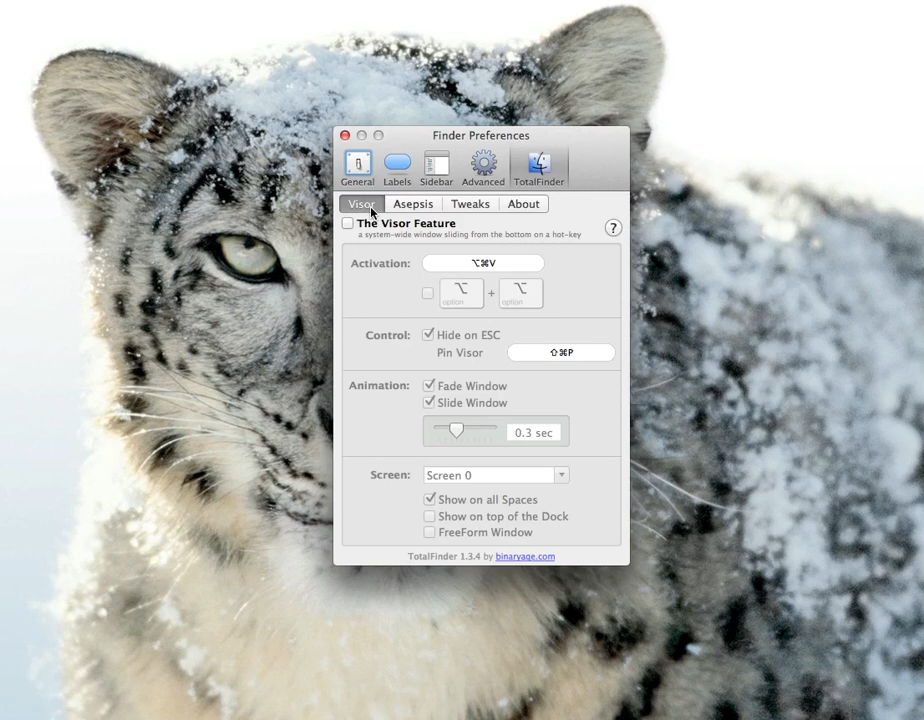 Finder Preferences
General Labels Sidebar Advanced TotalFinder
Visor Asepsis Tweaks About
The Visor Feature ?
a system-wide window sliding from the bottom on a hot-key
Activation: ⌥⌘V
⌥ + ⌥
option option
Control: Hide on ESC
Pin Visor ⇧⌘P
Animation: Fade Window
Slide Window
0.3 sec
Screen: Screen 0
Show on all Spaces
Show on top of the Dock
FreeForm Window
TotalFinder 1.3.4 by binaryage.com